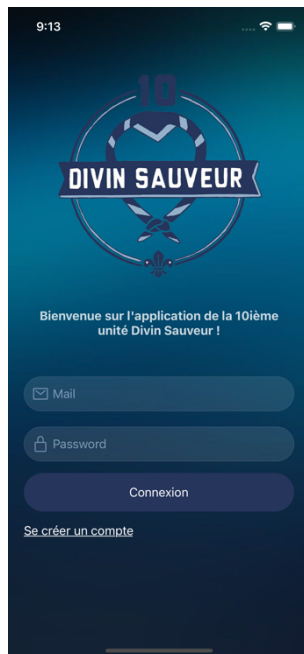 9:13
10
DIVIN SAUVEUR
Bienvenue sur l'application de la 10ième
unité Divin Sauveur !
Mail
Password
Connexion
Se créer un compte